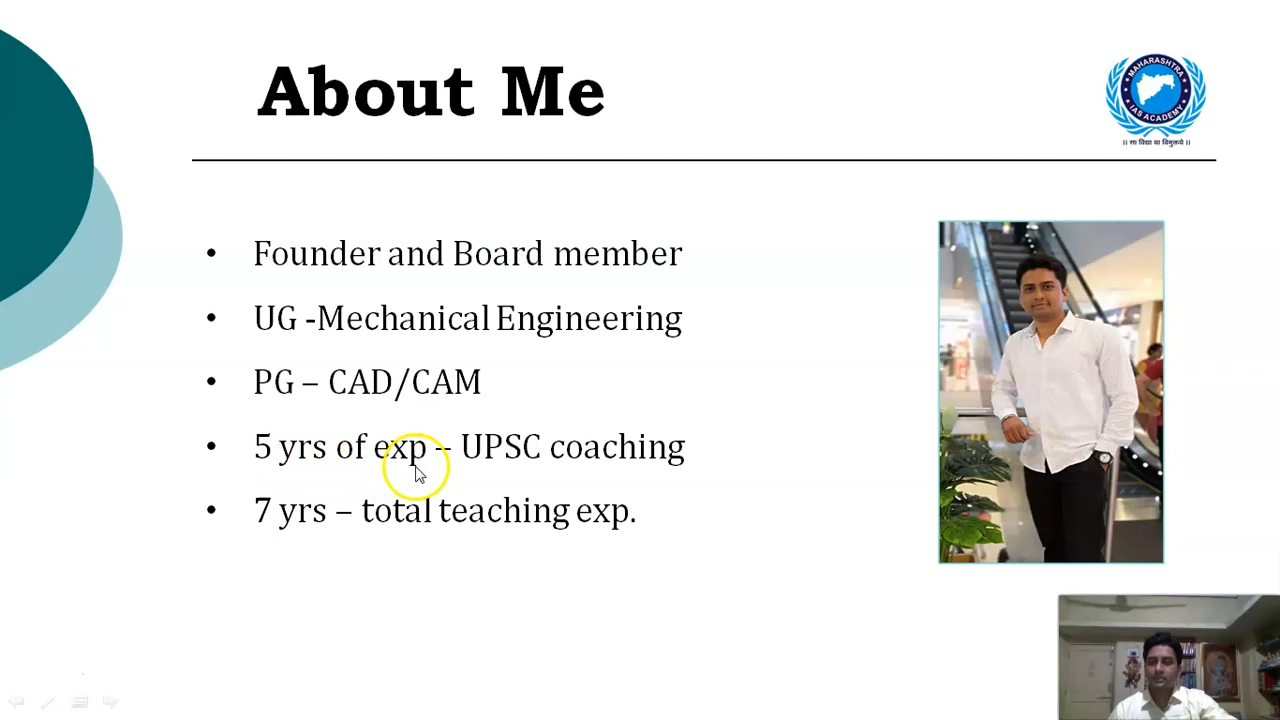 About Me
MAHARASHTRA
IAS ACADEMY
॥ सा विद्या या विमुक्तये ॥
• Founder and Board member
• UG -Mechanical Engineering
• PG – CAD/CAM
• 5 yrs of exp – UPSC coaching
• 7 yrs – total teaching exp.